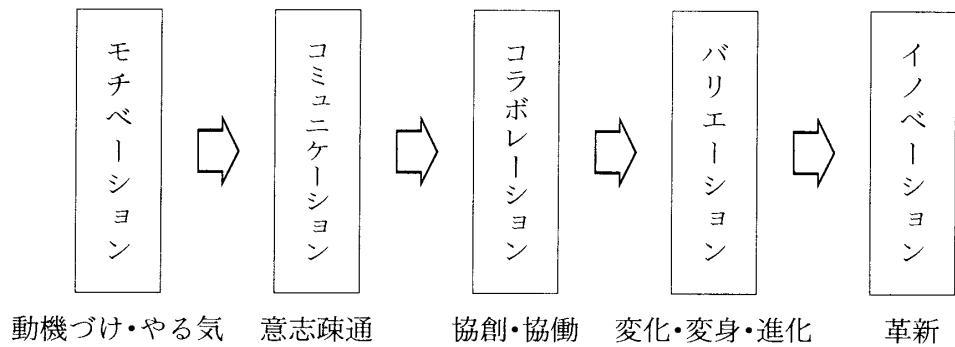 モチベーション
コミュニケーション
コラボレーション
バリエーション
イノベーション
動機づけ・やる気
意志疎通
協創・協働
変化・変身・進化
革新